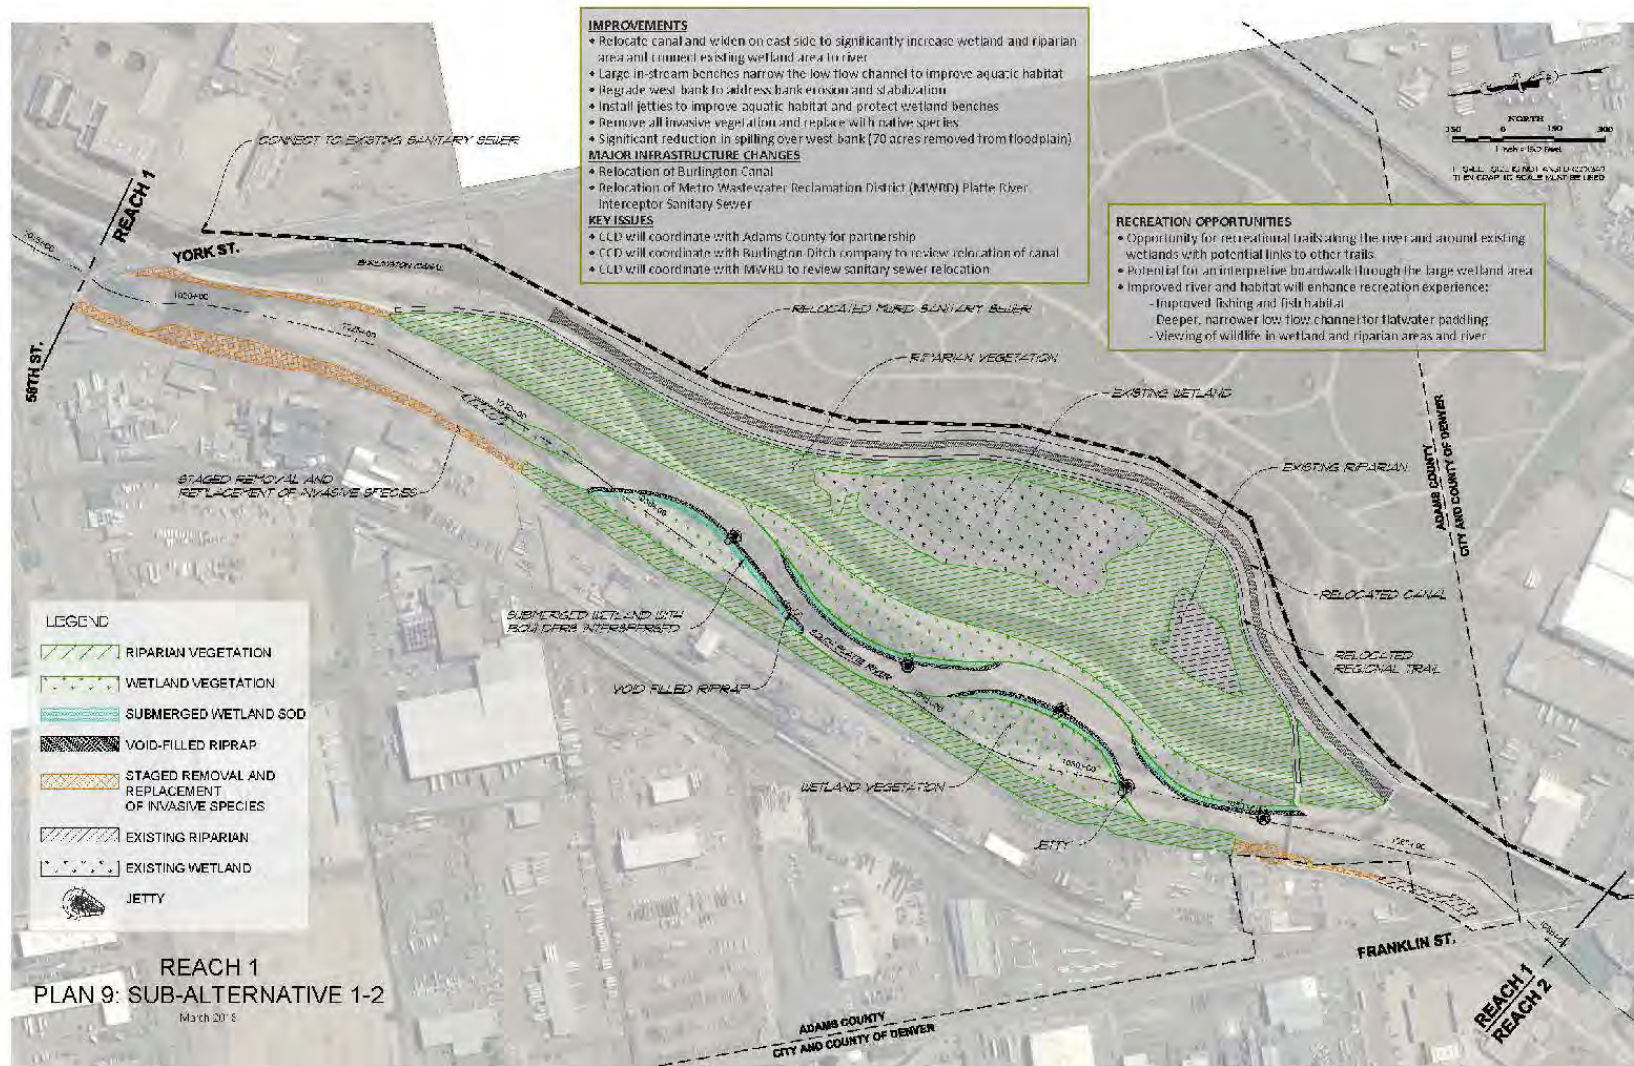 IMPROVEMENTS
• Relocate canal and widen on east side to significantly increase wetland and riparian
area and connect existing wetland area to river
• Large in-stream benches narrow the low flow channel to improve aquatic habitat
• Regrade west bank to address bank erosion and stabilization
• Install jetties to improve aquatic habitat and protect wetland benches
• Remove all invasive vegetation and replace with native species
• Significant reduction in spilling over west bank (70 acres removed from floodplain)
MAJOR INFRASTRUCTURE CHANGES
• Relocation of Burlington Canal
• Relocation of Metro Wastewater Reclamation District (MWRD) Platte River
Interceptor Sanitary Sewer
KEY ISSUES
• CCD will coordinate with Adams County for partnership
• CCD will coordinate with Burlington Ditch company to review relocation of canal
• CCD will coordinate with MWRD to review sanitary sewer relocation
RECREATION OPPORTUNITIES
• Opportunity for recreational trails along the river and around existing
wetlands with potential links to other trails
• Potential for an interpretive boardwalk through the large wetland area
• Improved river and habitat will enhance recreation experience:
- Improved fishing and fish habitat
Deeper, narrower low flow channel for flatwater paddling
- Viewing of wildlife in wetland and riparian areas and river
NORTH
150 0 150 300
CONNECT TO EXISTING SANITARY SEWER
REACH 1
YORK ST.
58TH ST.
BURLINGTON CANAL
RELOCATED MWRD SANITARY SEWER
RIPARIAN VEGETATION
EXISTING WETLAND
EXISTING RIPARIAN
ADAMS COUNTY
CITY AND COUNTY OF DENVER
STAGED REMOVAL AND
REPLACEMENT OF INVASIVE SPECIES
SUBMERGED WETLAND WITH
BOULDERS INTERSPERSED
VOID FILLED RIPRAP
SOUTH PLATTE RIVER
RELOCATED CANAL
RELOCATED
REGIONAL TRAIL
WETLAND VEGETATION
JETTY
LEGEND
RIPARIAN VEGETATION
WETLAND VEGETATION
SUBMERGED WETLAND SOD
VOID-FILLED RIPRAP
STAGED REMOVAL AND
REPLACEMENT
OF INVASIVE SPECIES
EXISTING RIPARIAN
EXISTING WETLAND
JETTY
FRANKLIN ST.
REACH 1
REACH 2
ADAMS COUNTY
CITY AND COUNTY OF DENVER
REACH 1
PLAN 9: SUB-ALTERNATIVE 1-2
March